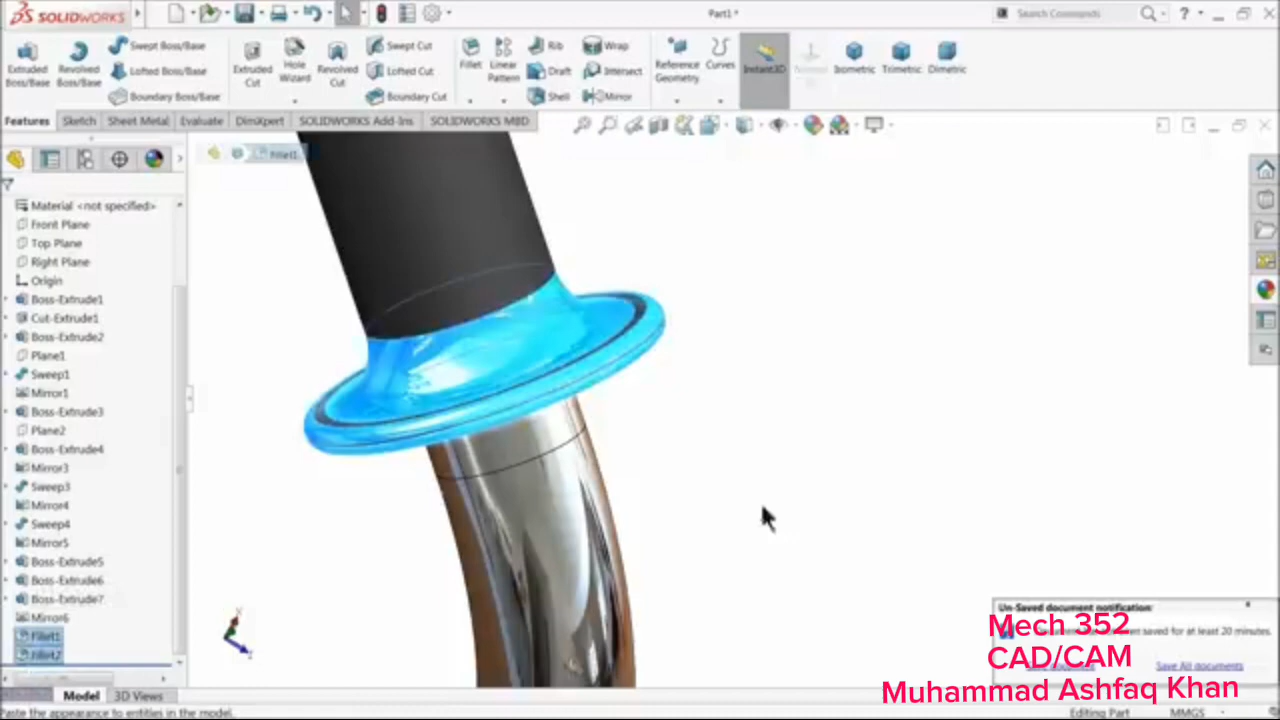 SOLIDWORKS
Part1 *
Search Commands
Extruded Boss/Base
Revolved Boss/Base
Swept Boss/Base
Lofted Boss/Base
Boundary Boss/Base
Extruded Cut
Hole Wizard
Revolved Cut
Swept Cut
Lofted Cut
Boundary Cut
Fillet
Linear Pattern
Rib
Draft
Shell
Wrap
Intersect
Mirror
Reference Geometry
Curves
Instant3D
Isometric
Trimetric
Dimetric
Features
Sketch
Sheet Metal
Evaluate
DimXpert
SOLIDWORKS Add-Ins
SOLIDWORKS MBD
Fillet1
Material <not specified>
Front Plane
Top Plane
Right Plane
Origin
Boss-Extrude1
Cut-Extrude1
Boss-Extrude2
Plane1
Sweep1
Mirror1
Boss-Extrude3
Plane2
Boss-Extrude4
Mirror3
Sweep3
Mirror4
Sweep4
Mirror5
Boss-Extrude5
Boss-Extrude6
Boss-Extrude7
Mirror6
Fillet1
Fillet2
Un-Saved document notification:
saved for at least 20 minutes.
Save All documents
Mech 352
CAD/CAM
Muhammad Ashfaq Khan
Model
3D Views
Paste the appearance to entities in the model.
Editing Part
MMGS